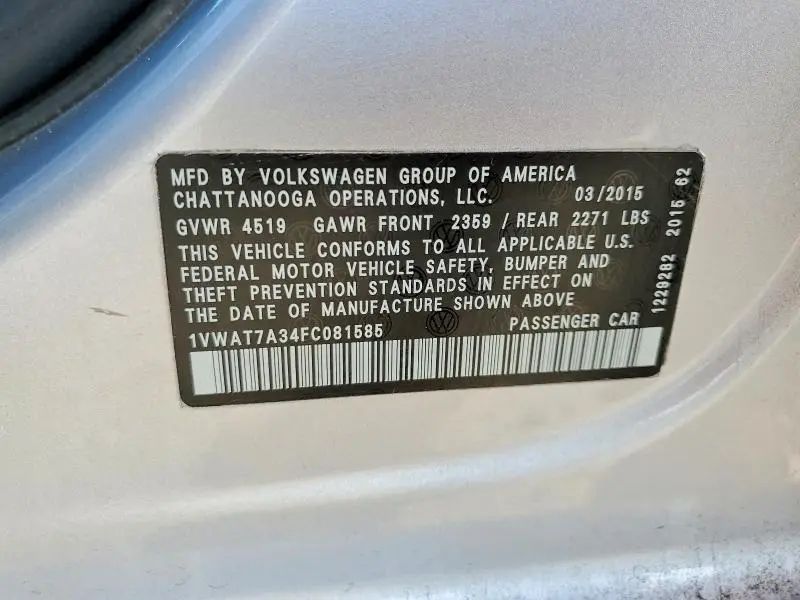 MFD BY VOLKSWAGEN GROUP OF AMERICA
CHATTANOOGA OPERATIONS, LLC. 03/2015
GVWR 4519 GAWR FRONT 2359 / REAR 2271 LBS
THIS VEHICLE CONFORMS TO ALL APPLICABLE U.S.
FEDERAL MOTOR VEHICLE SAFETY, BUMPER AND
THEFT PREVENTION STANDARDS IN EFFECT ON
THE DATE OF MANUFACTURE SHOWN ABOVE
1VWAT7A34FC081585 PASSENGER CAR
1229282 2015 62